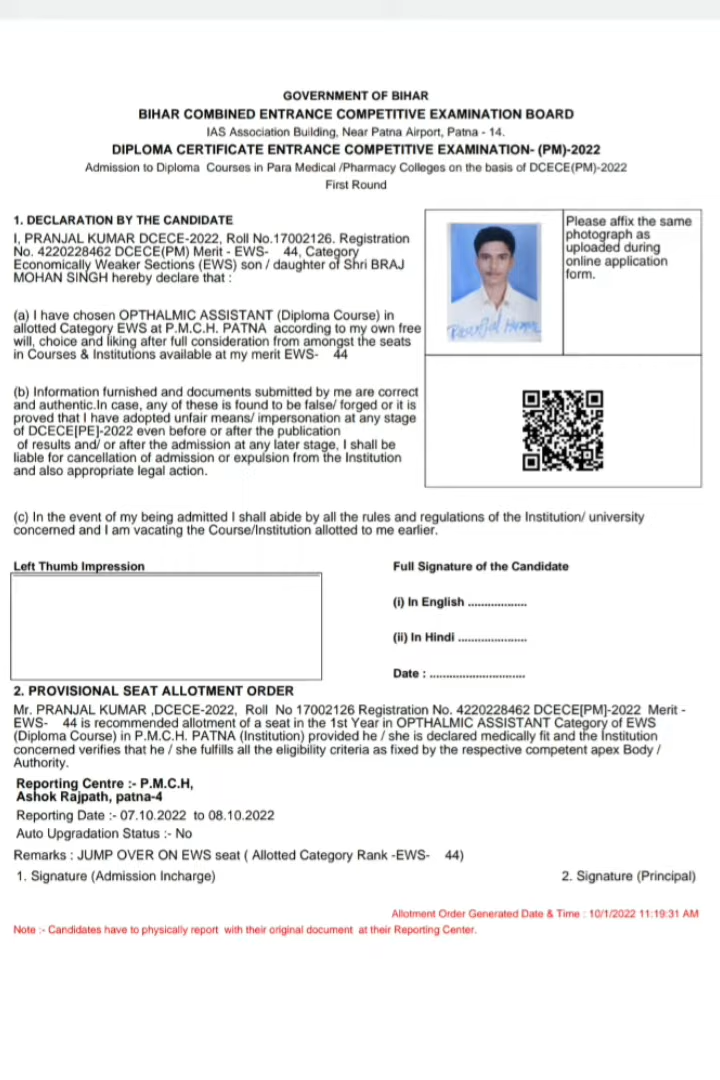 GOVERNMENT OF BIHAR
BIHAR COMBINED ENTRANCE COMPETITIVE EXAMINATION BOARD
IAS Association Building, Near Patna Airport, Patna - 14.
DIPLOMA CERTIFICATE ENTRANCE COMPETITIVE EXAMINATION- (PM)-2022
Admission to Diploma Courses in Para Medical /Pharmacy Colleges on the basis of DCECE(PM)-2022
First Round
1. DECLARATION BY THE CANDIDATE
I, PRANJAL KUMAR DCECE-2022, Roll No.17002126. Registration
No. 4220228462 DCECE(PM) Merit - EWS- 44, Category
Economically Weaker Sections (EWS) son / daughter of Shri BRAJ
MOHAN SINGH hereby declare that :
(a) I have chosen OPTHALMIC ASSISTANT (Diploma Course) in
allotted Category EWS at P.M.C.H. PATNA according to my own free
will, choice and liking after full consideration from amongst the seats
in Courses & Institutions available at my merit EWS- 44
(b) Information furnished and documents submitted by me are correct
and authentic.In case, any of these is found to be false/ forged or it is
proved that I have adopted unfair means/ impersonation at any stage
of DCECE[PE]-2022 even before or after the publication
of results and/ or after the admission at any later stage, I shall be
liable for cancellation of admission or expulsion from the Institution
and also appropriate legal action.
Please affix the same
photograph as
uploaded during
online application
form.
(c) In the event of my being admitted I shall abide by all the rules and regulations of the Institution/ university
concerned and I am vacating the Course/Institution allotted to me earlier.
Left Thumb Impression
Full Signature of the Candidate
(i) In English ..................
(ii) In Hindi .....................
Date : .............................
2. PROVISIONAL SEAT ALLOTMENT ORDER
Mr. PRANJAL KUMAR ,DCECE-2022, Roll No 17002126 Registration No. 4220228462 DCECE[PM]-2022 Merit -
EWS- 44 is recommended allotment of a seat in the 1st Year in OPTHALMIC ASSISTANT Category of EWS
(Diploma Course) in P.M.C.H. PATNA (Institution) provided he / she is declared medically fit and the Institution
concerned verifies that he / she fulfills all the eligibility criteria as fixed by the respective competent apex Body /
Authority.
Reporting Centre :- P.M.C.H,
Ashok Rajpath, patna-4
Reporting Date :- 07.10.2022 to 08.10.2022
Auto Upgradation Status :- No
Remarks : JUMP OVER ON EWS seat ( Allotted Category Rank -EWS- 44)
1. Signature (Admission Incharge)
2. Signature (Principal)
Allotment Order Generated Date & Time : 10/1/2022 11:19:31 AM
Note :- Candidates have to physically report with their original document at their Reporting Center.